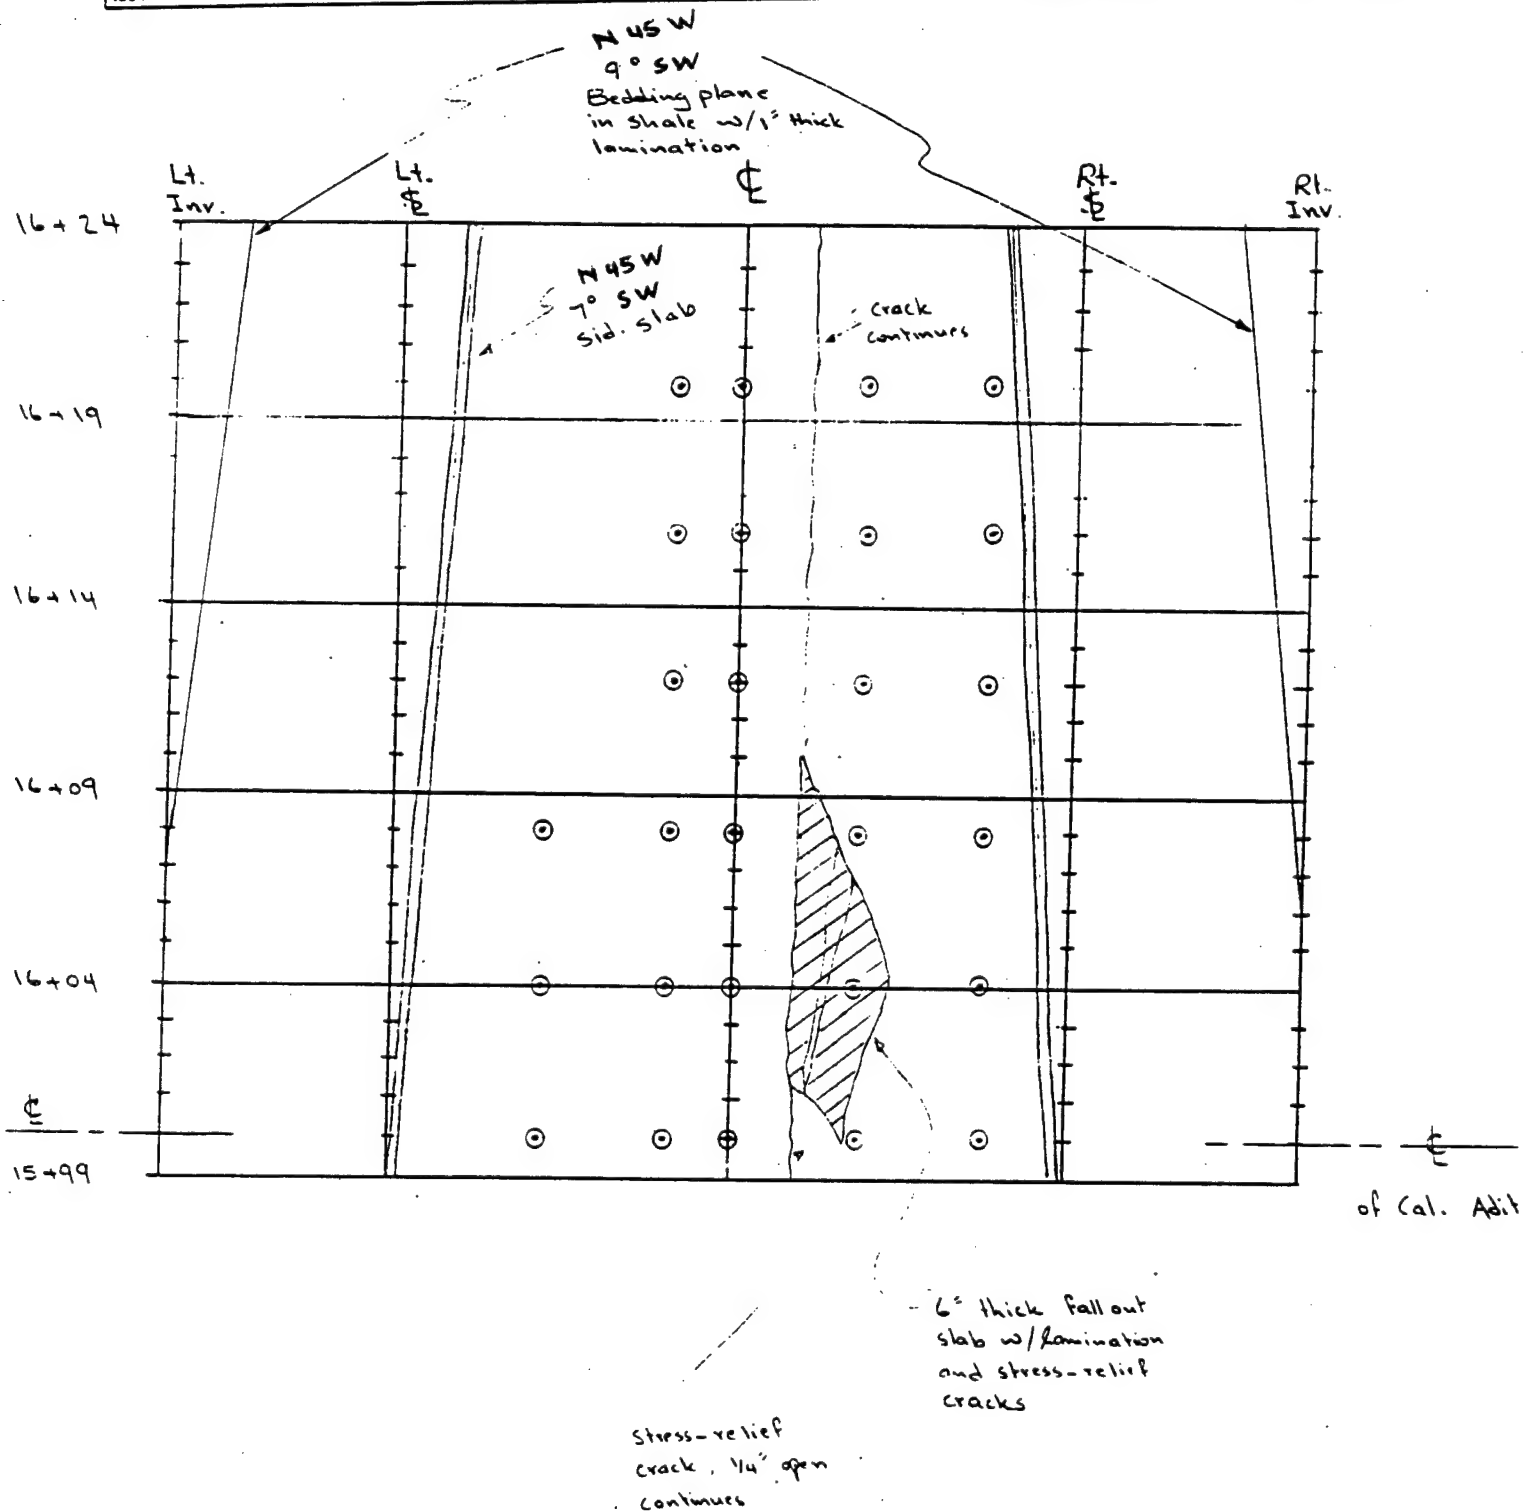 N 45 W
9° SW
Bedding plane
in shale w/1" thick
lamination
Lt.
Inv.
Lt.
℄
℄
Rt.
℄
Rt.
Inv.
16+24
N 45 W
7° SW
Sid. Slab
crack
continues
16+19
16+14
16+09
16+04
℄
15+99
℄
of Cal. Adit
6" thick fallout
slab w/lamination
and stress-relief
cracks
stress-relief
crack, 1/4" open
continues